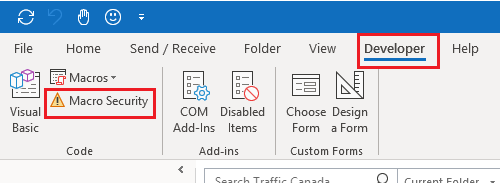 File Home Send / Receive Folder View Developer Help
Visual Basic
Macros
Macro Security
Code
COM Add-Ins
Disabled Items
Add-ins
Choose Form
Design a Form
Custom Forms
Search Traffic Canada
Current Folder